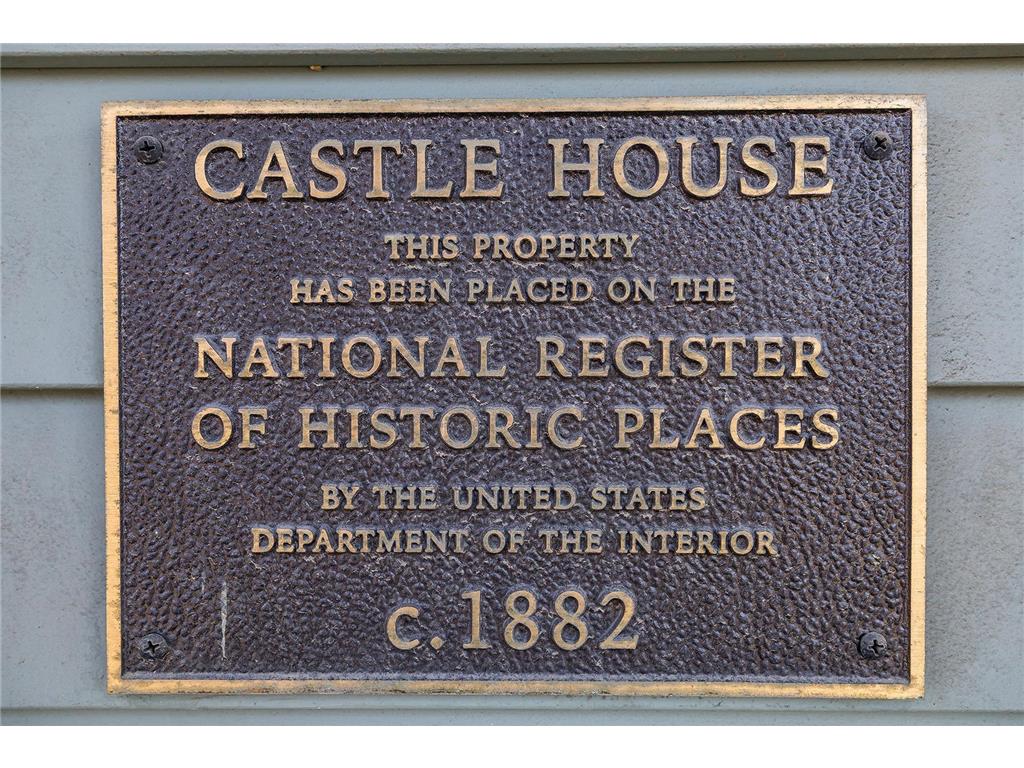 CASTLE HOUSE
THIS PROPERTY
HAS BEEN PLACED ON THE
NATIONAL REGISTER
OF HISTORIC PLACES
BY THE UNITED STATES
DEPARTMENT OF THE INTERIOR
c. 1882